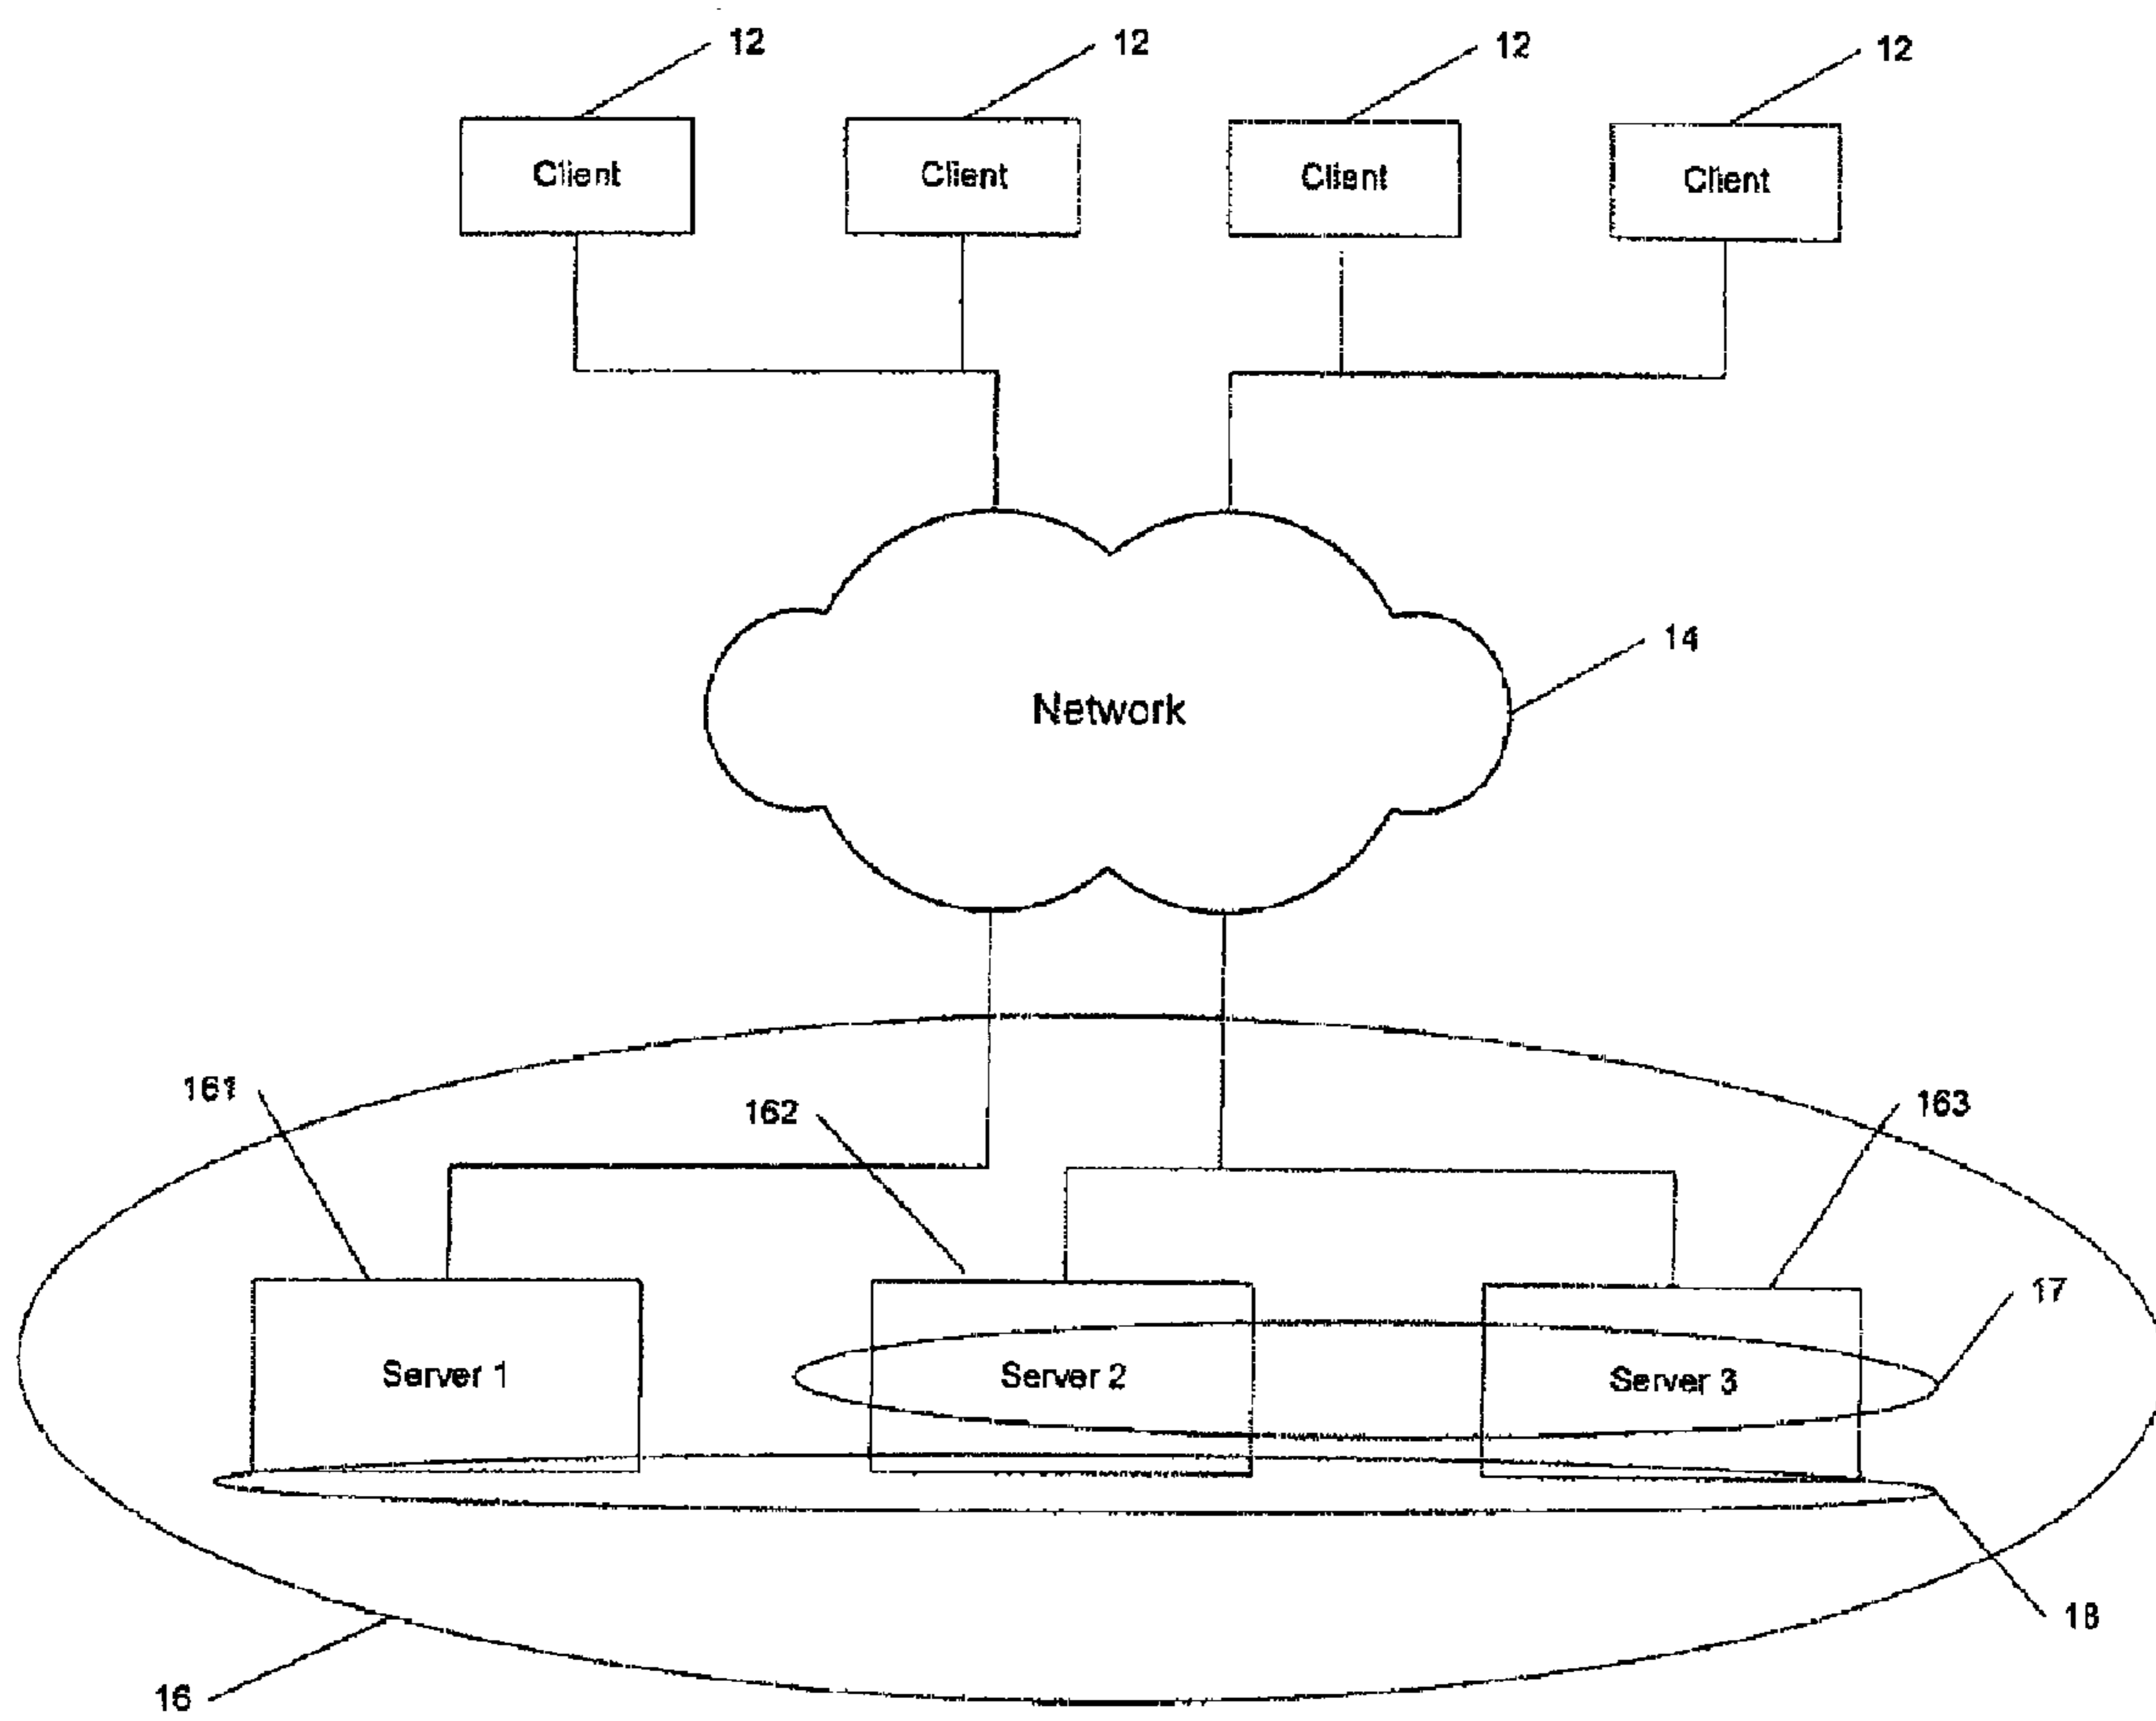 12 12 12 12
Client Client Client Client
14
Network
161 162 163
17
Server 1 Server 2 Server 3
18
16